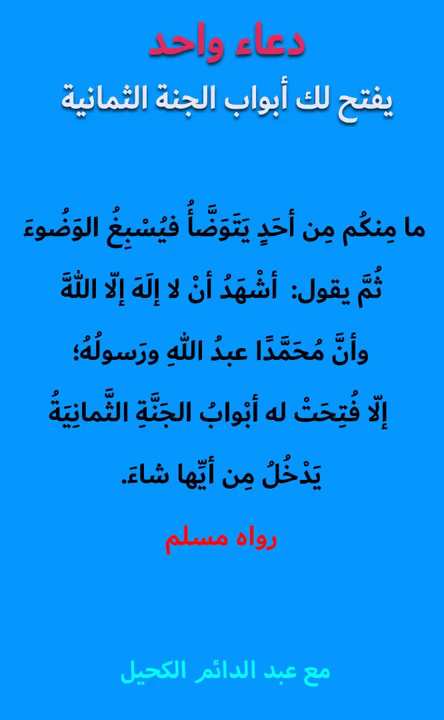 دعاء واحد
يفتح لك أبواب الجنة الثمانية
ما مِنكُم مِن أحَدٍ يَتَوَضَّأُ فيُسْبِغُ الوَضُوءَ
ثُمَّ يقول: أشْهَدُ أنْ لا إلَهَ إلّا اللهَُ
وأنَّ مُحَمَّدًا عبدُ اللهِ ورَسولُهُ؛
إلّا فُتِحَتْ له أبْوابُ الجَنَّةِ الثَّمانِيَةُ
يَدْخُلُ مِن أيِّها شاءَ.
رواه مسلم
مع عبد الدائم الكحيل